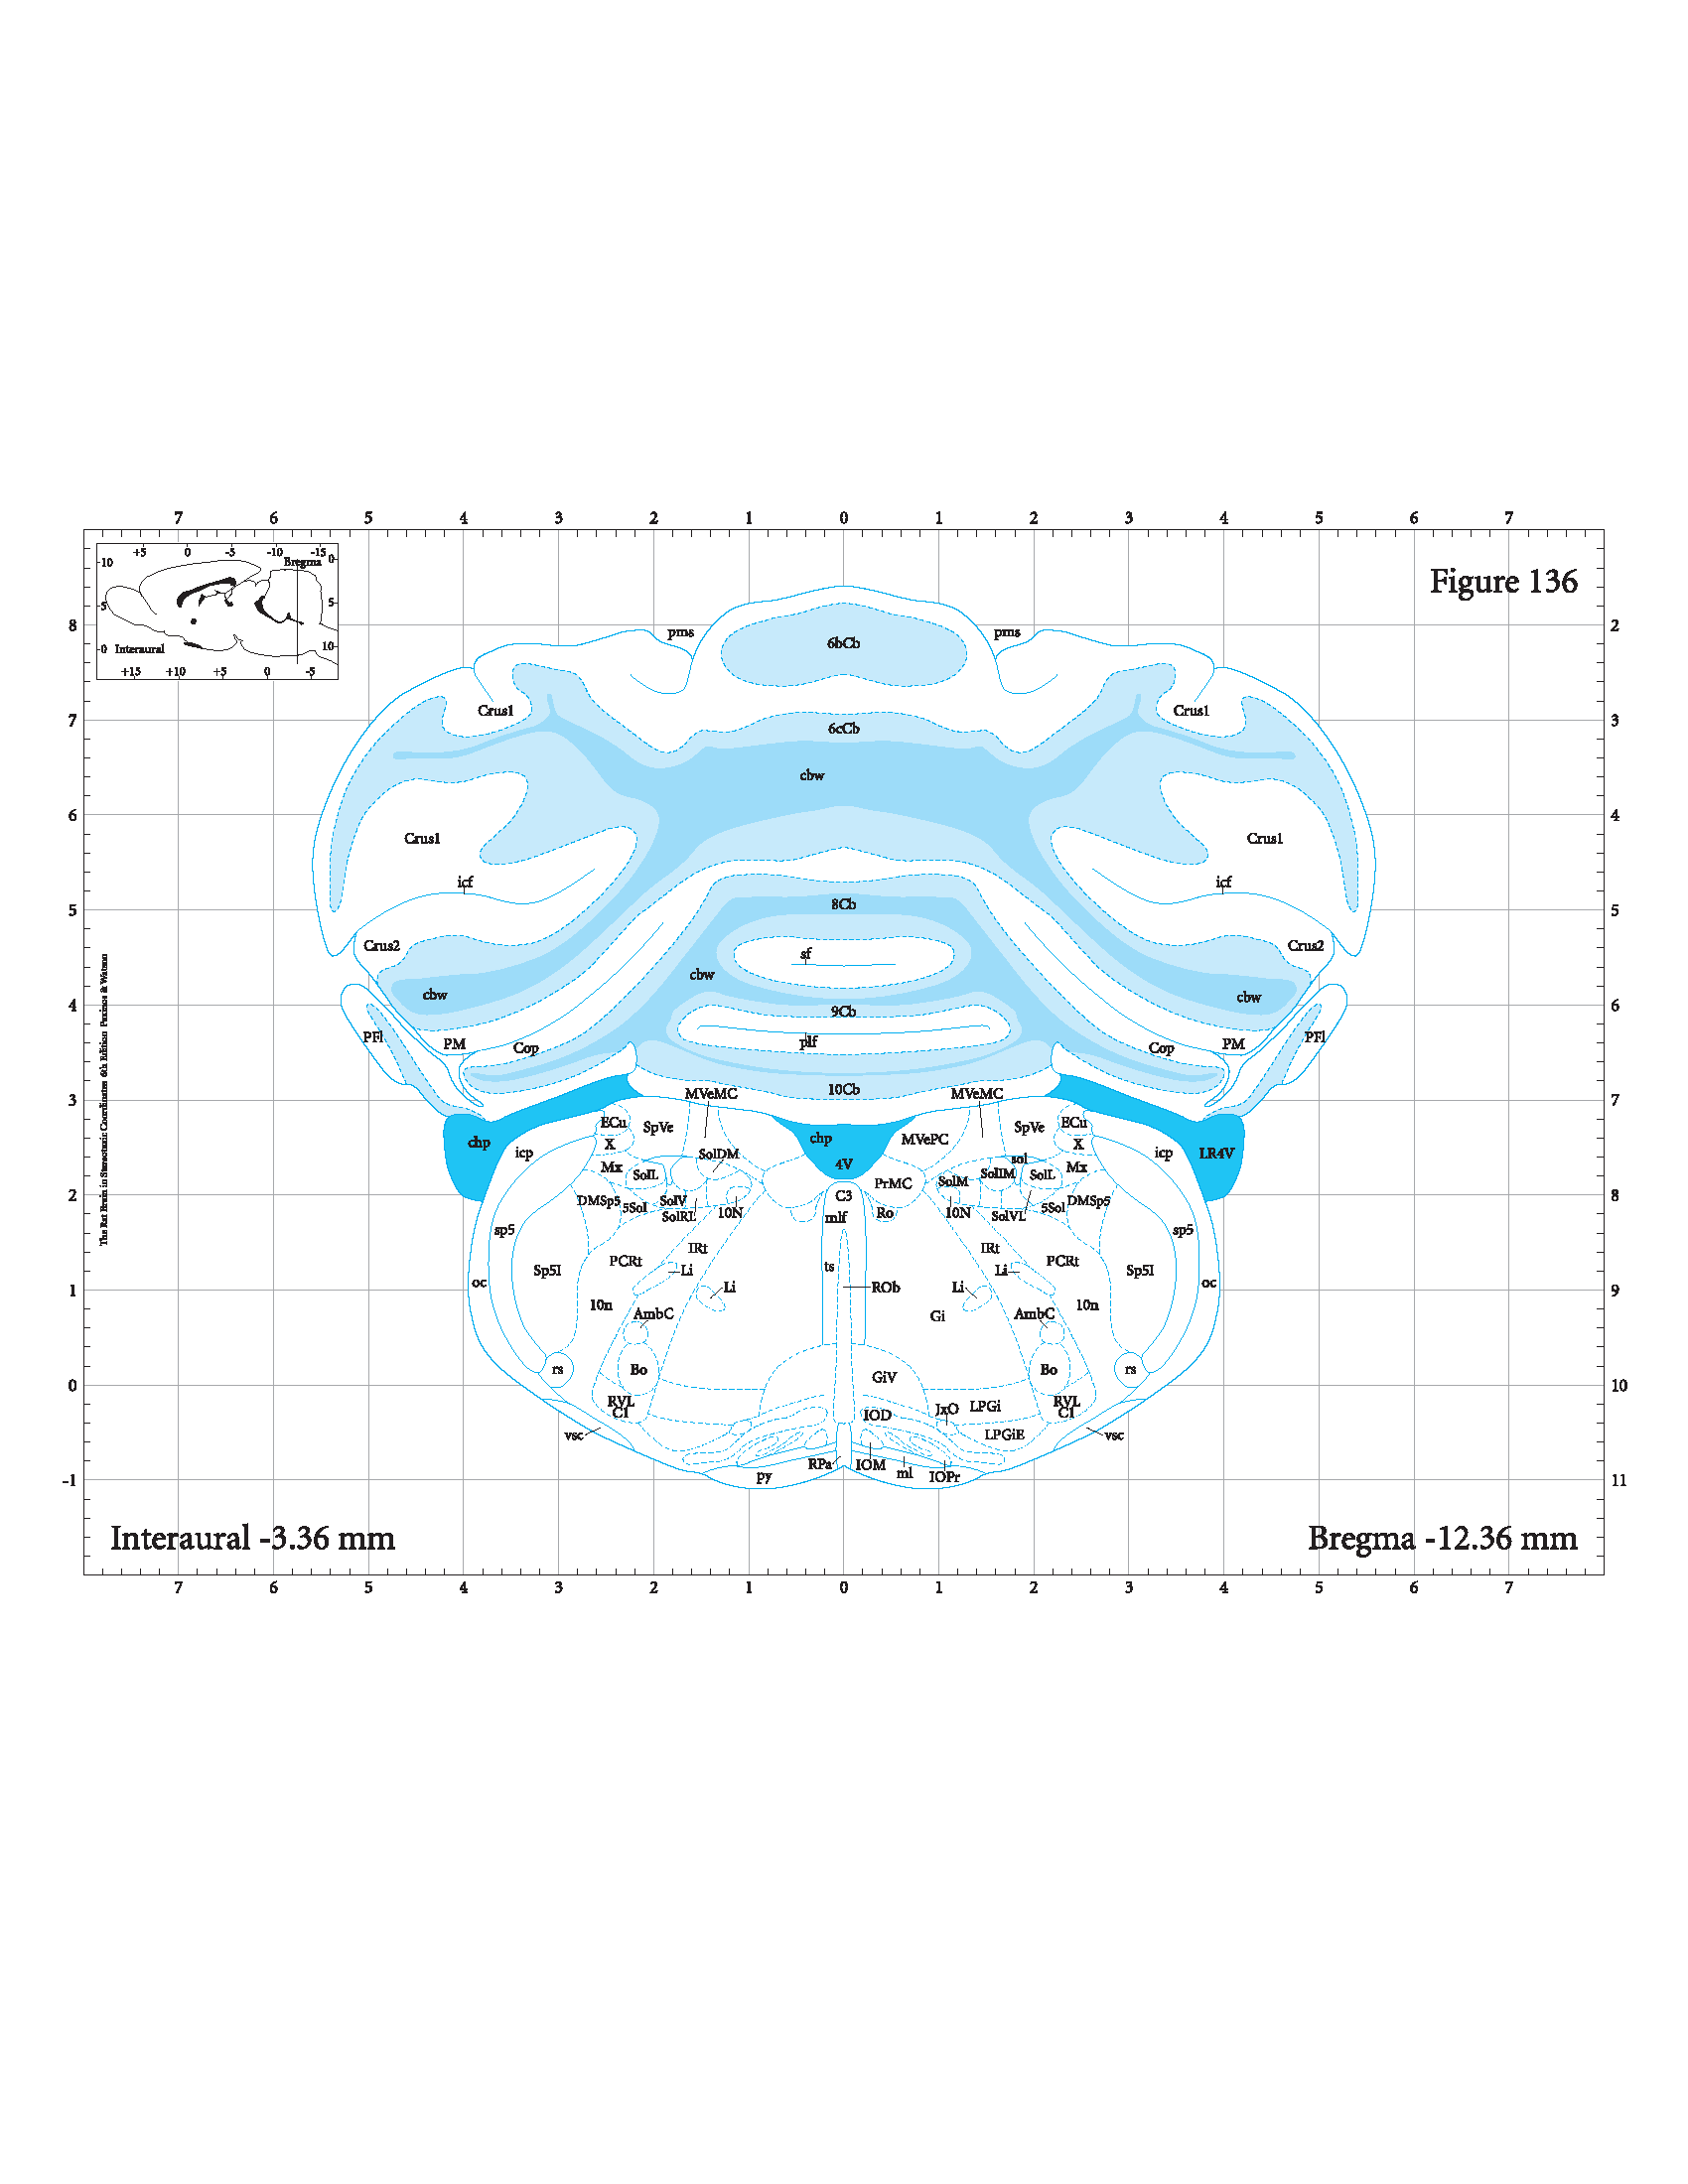 7 6 5 4 3 2 1 0 1 2 3 4 5 6 7
+5 0 -5 -10 -15
Bregma
10 0
5 5
0 Interaural 10
+15 +10 +5 0 -5
Figure 136
8 pms 6bCb pms 2
7 Crus1 Crus1 3
6cCb
cbw
6 4
Crus1 Crus1
icf icf
5 8Cb 5
Crus2 sf Crus2
cbw cbw cbw
4 9Cb 6
PFl PM Cop plf Cop PM PFl
3 MVeMC 10Cb MVeMC 7
ECu SpVe chp MVePC SpVe ECu
chp icp X X icp LR4V
SolDM 4V sol
Mx SolL SolM SolIM SolL Mx
PrMC
2 DMSp5 5Sol SolV C3 5Sol DMSp5 8
SolRL 10N mlf Ro 10N SolVL
sp5 sp5
IRt IRt
PCRt PCRt
Sp5I Li ts Li Sp5I
oc oc
1 Li ROb Li 9
10n Gi 10n
AmbC AmbC
rs Bo Bo rs
0 GiV 10
RVL JxO LPGi RVL
C1 IOD C1
vsc LPGiE vsc
RPa IOM ml
-1 py IOPr 11
The Rat Brain in Stereotaxic Coordinates 6th Edition Paxinos & Watson
Interaural -3.36 mm Bregma -12.36 mm
7 6 5 4 3 2 1 0 1 2 3 4 5 6 7